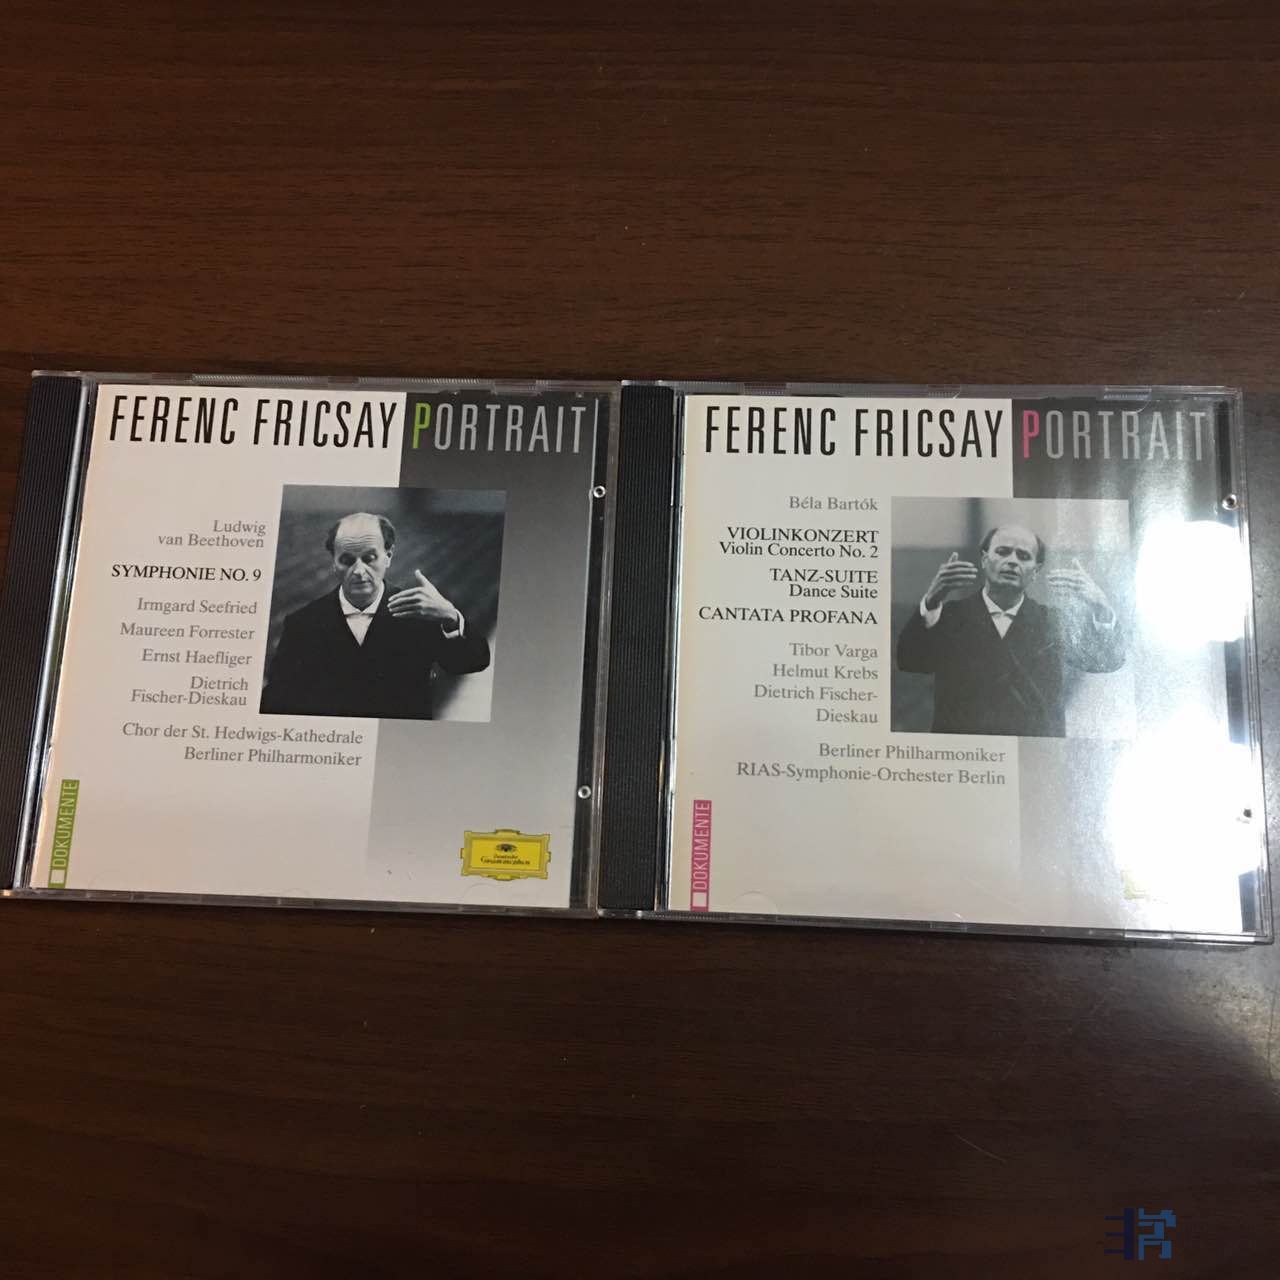 FERENC FRICSAY PORTRAIT
Ludwig
van Beethoven
SYMPHONIE NO. 9
Irmgard Seefried
Maureen Forrester
Ernst Haefliger
Dietrich
Fischer-Dieskau
Chor der St. Hedwigs-Kathedrale
Berliner Philharmoniker
DOKUMENTE
Deutsche
Grammophon
FERENC FRICSAY PORTRAIT
Béla Bartók
VIOLINKONZERT
Violin Concerto No. 2
TANZ-SUITE
Dance Suite
CANTATA PROFANA
Tibor Varga
Helmut Krebs
Dietrich Fischer-
Dieskau
Berliner Philharmoniker
RIAS-Symphonie-Orchester Berlin
DOKUMENTE